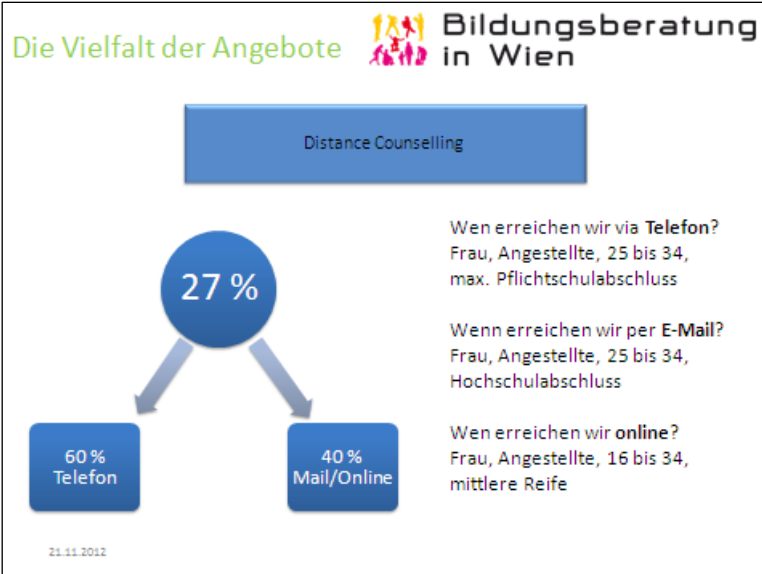 Die Vielfalt der Angebote
Bildungsberatung
in Wien
Distance Counselling
27 %
60 %
Telefon
40 %
Mail/Online
Wen erreichen wir via Telefon?
Frau, Angestellte, 25 bis 34,
max. Pflichtschulabschluss
Wenn erreichen wir per E-Mail?
Frau, Angestellte, 25 bis 34,
Hochschulabschluss
Wen erreichen wir online?
Frau, Angestellte, 16 bis 34,
mittlere Reife
21.11.2012